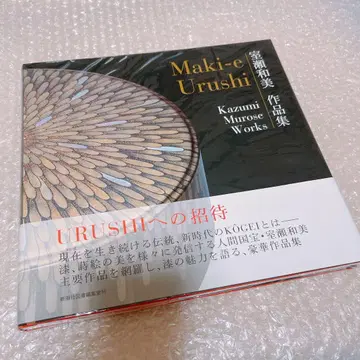 Maki-e
Urushi
室瀬和美 作品集
Kazumi
Murose
Works
URUSHIへの招待
現在を生き続ける伝統、新時代のKŌGEIとは――
漆、蒔絵の美を様々に発信する人間国宝・室瀬和美
主要作品を網羅し、漆の魅力を語る、豪華作品集